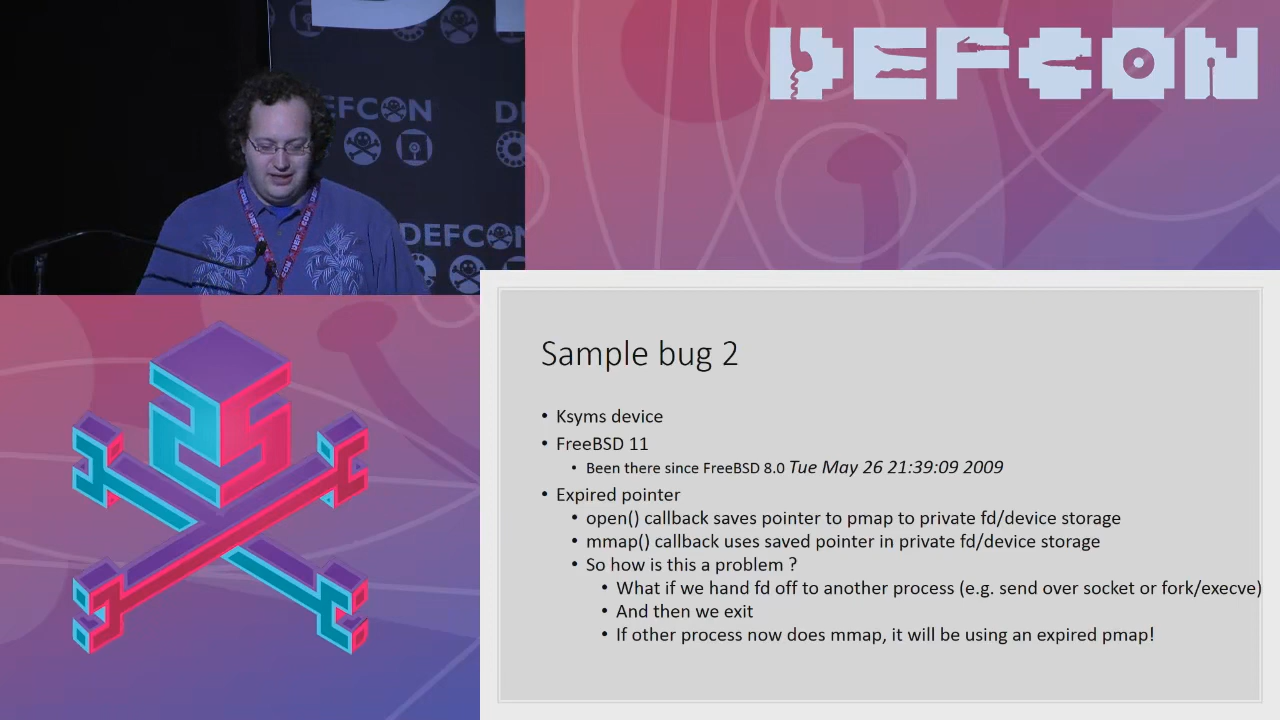 DEFCON
DEFCON
D
DEFCON
DEFCON
Sample bug 2
• Ksyms device
• FreeBSD 11
• Been there since FreeBSD 8.0 Tue May 26 21:39:09 2009
• Expired pointer
• open() callback saves pointer to pmap to private fd/device storage
• mmap() callback uses saved pointer in private fd/device storage
• So how is this a problem ?
• What if we hand fd off to another process (e.g. send over socket or fork/execve)
• And then we exit
• If other process now does mmap, it will be using an expired pmap!